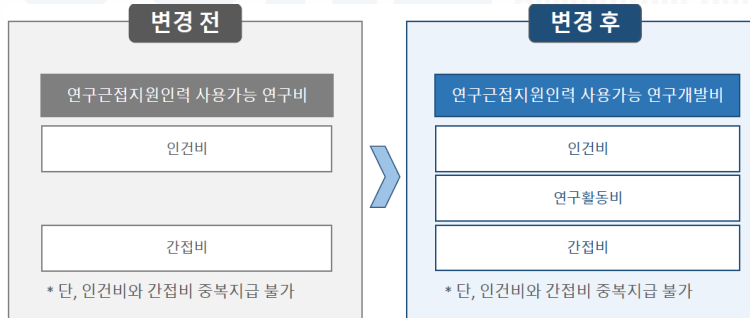 변경 전
연구근접지원인력 사용가능 연구비
인건비
간접비
* 단, 인건비와 간접비 중복지급 불가
변경 후
연구근접지원인력 사용가능 연구개발비
인건비
연구활동비
간접비
* 단, 인건비와 간접비 중복지급 불가